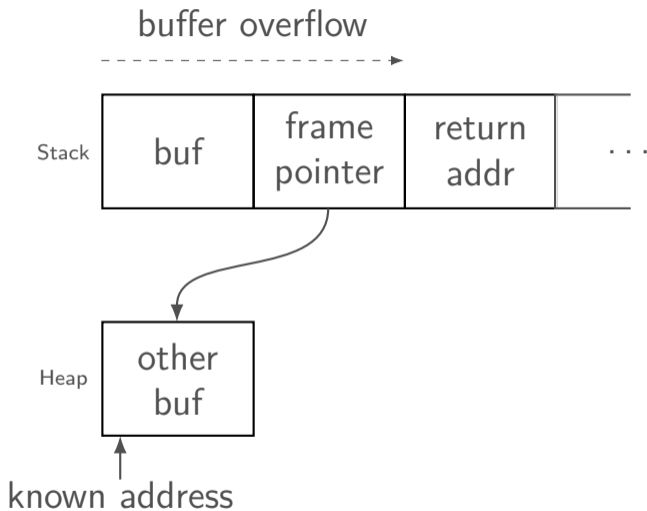 buffer overflow
Stack
buf
frame
pointer
return
addr
...
Heap
other
buf
known address